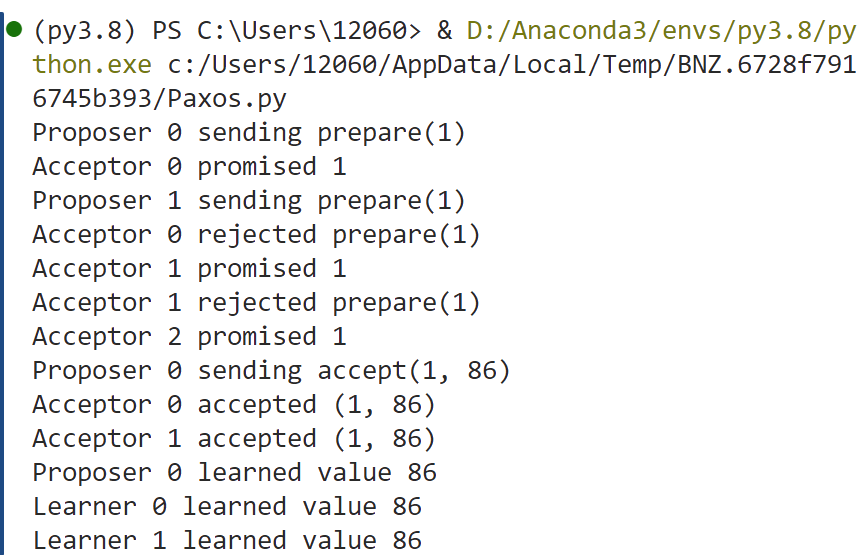 (py3.8) PS C:\Users\12060> & D:/Anaconda3/envs/py3.8/py
thon.exe c:/Users/12060/AppData/Local/Temp/BNZ.6728f791
6745b393/Paxos.py
Proposer 0 sending prepare(1)
Acceptor 0 promised 1
Proposer 1 sending prepare(1)
Acceptor 0 rejected prepare(1)
Acceptor 1 promised 1
Acceptor 1 rejected prepare(1)
Acceptor 2 promised 1
Proposer 0 sending accept(1, 86)
Acceptor 0 accepted (1, 86)
Acceptor 1 accepted (1, 86)
Proposer 0 learned value 86
Learner 0 learned value 86
Learner 1 learned value 86